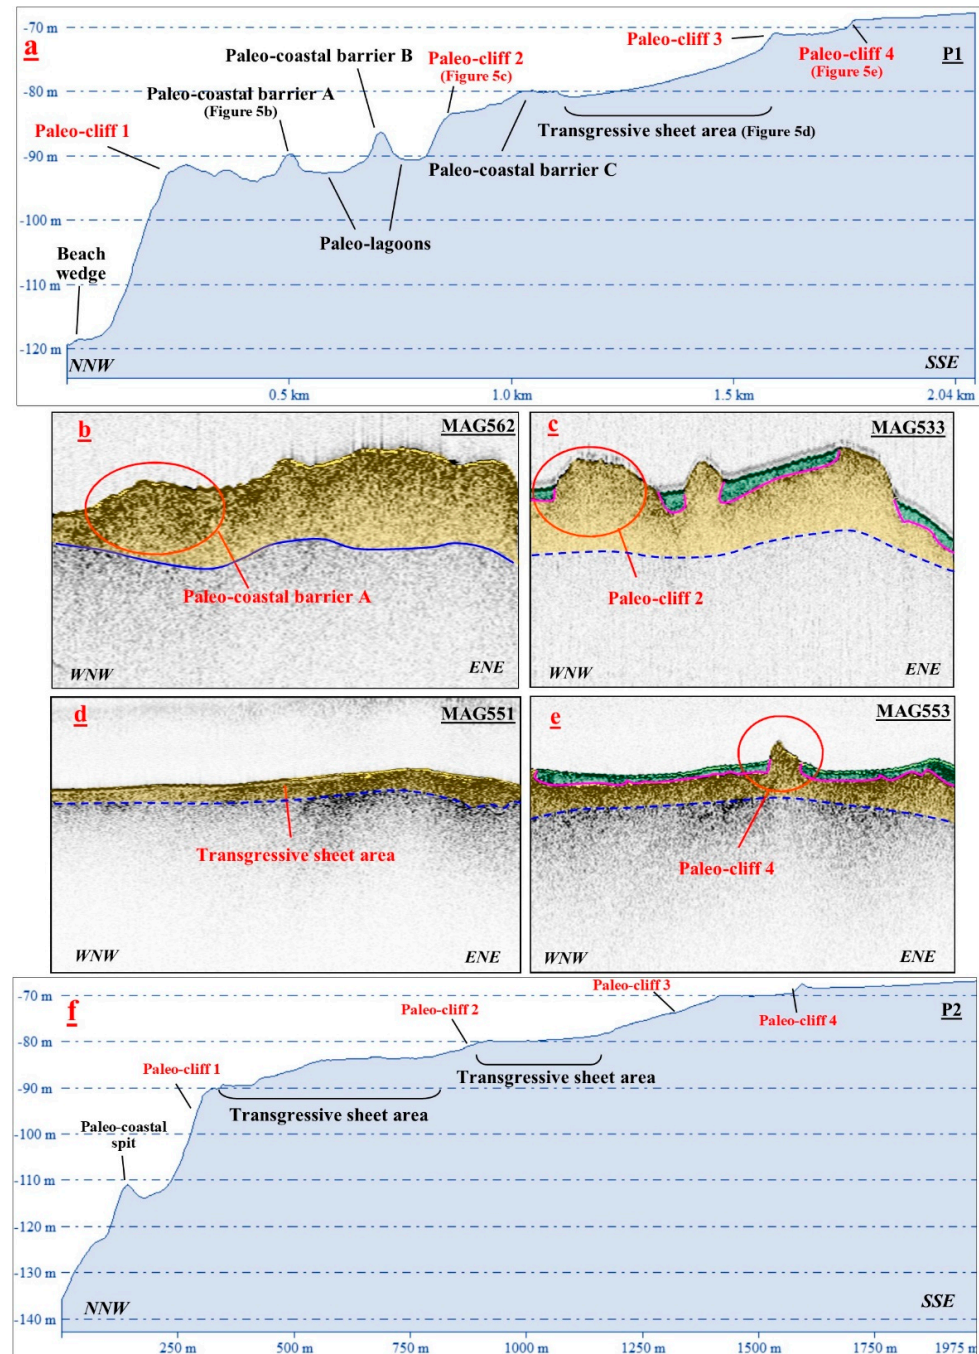 a
P1
-70 m
-80 m
-90 m
-100 m
-110 m
-120 m
Paleo-cliff 1
Beach
wedge
Paleo-coastal barrier A
(Figure 5b)
Paleo-coastal barrier B
Paleo-cliff 2
(Figure 5c)
Paleo-lagoons
Paleo-coastal barrier C
Transgressive sheet area (Figure 5d)
Paleo-cliff 3
Paleo-cliff 4
(Figure 5e)
NNW
SSE
0.5 km
1.0 km
1.5 km
2.04 km
b
MAG562
Paleo-coastal barrier A
WNW
ENE
c
MAG533
Paleo-cliff 2
WNW
ENE
d
MAG551
Transgressive sheet area
WNW
ENE
e
MAG553
Paleo-cliff 4
WNW
ENE
f
P2
-70 m
-80 m
-90 m
-100 m
-110 m
-120 m
-130 m
-140 m
Paleo-coastal
spit
Paleo-cliff 1
Transgressive sheet area
Paleo-cliff 2
Transgressive sheet area
Paleo-cliff 3
Paleo-cliff 4
NNW
SSE
250 m
500 m
750 m
1000 m
1250 m
1500 m
1750 m
1975 m